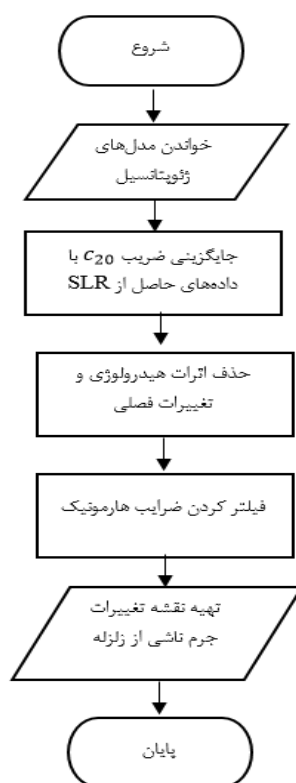 شروع
خواندن مدل‌های
ژئوپتانسیل
جایگزینی ضریب c₂₀ با
داده‌های حاصل از SLR
حذف اثرات هیدرولوژی و
تغییرات فصلی
فیلتر کردن ضرایب هارمونیک
تهیه نقشه تغییرات
جرم ناشی از زلزله
پایان